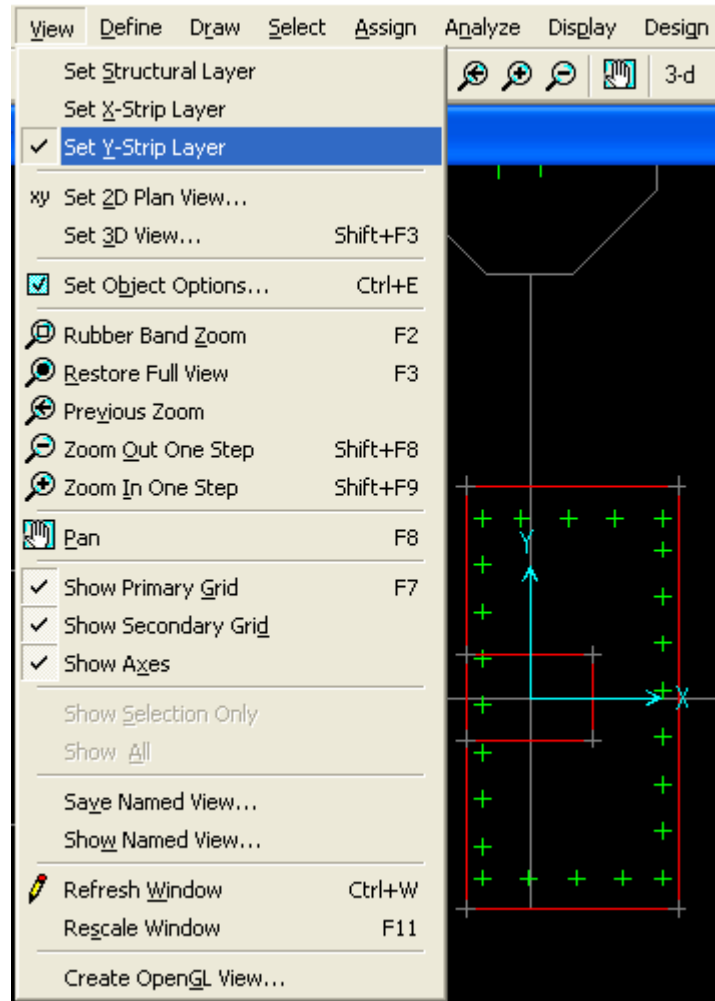 View Define Draw Select Assign Analyze Display Design
Set Structural Layer
3-d
Set X-Strip Layer
Set Y-Strip Layer
xy Set 2D Plan View...
Set 3D View... Shift+F3
Set Object Options... Ctrl+E
Rubber Band Zoom F2
Restore Full View F3
Previous Zoom
Zoom Out One Step Shift+F8
Zoom In One Step Shift+F9
Pan F8
Y
Show Primary Grid F7
Show Secondary Grid
Show Axes
X
Show Selection Only
Show All
Save Named View...
Show Named View...
Refresh Window Ctrl+W
Rescale Window F11
Create OpenGL View...